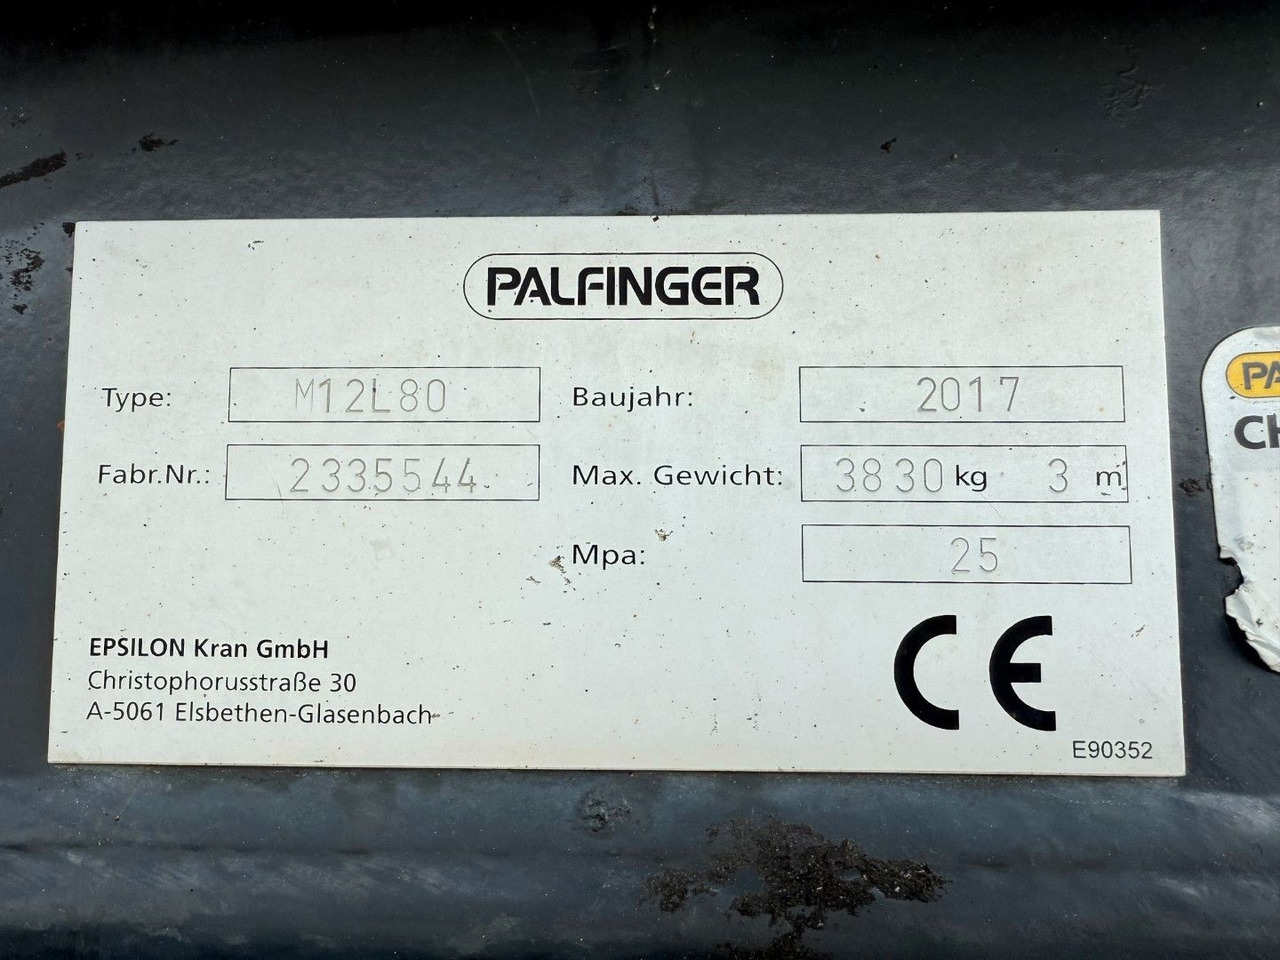 PALFINGER
Type: M12L80 Baujahr: 2017
Fabr.Nr.: 2335544 Max. Gewicht: 3830 kg 3 m
Mpa: 25
EPSILON Kran GmbH
Christophorusstraße 30
A-5061 Elsbethen-Glasenbach
CE
E90352
PA
CH